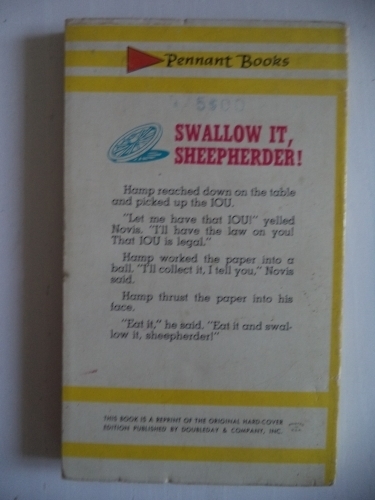 Pennant Books
SWALLOW IT,
SHEEPHERDER!
Hamp reached down on the table
and picked up the IOU.
"Let me have that IOU!" yelled
Novis. "I'll have the law on you!
That IOU is legal."
Hamp worked the paper into a
ball. "I'll collect it, I tell you," Novis
said.
Hamp thrust the paper into his
face.
"Eat it," he said. "Eat it and swal-
low it, sheepherder!"
THIS BOOK IS A REPRINT OF THE ORIGINAL HARD-COVER
EDITION PUBLISHED BY DOUBLEDAY & COMPANY, INC.